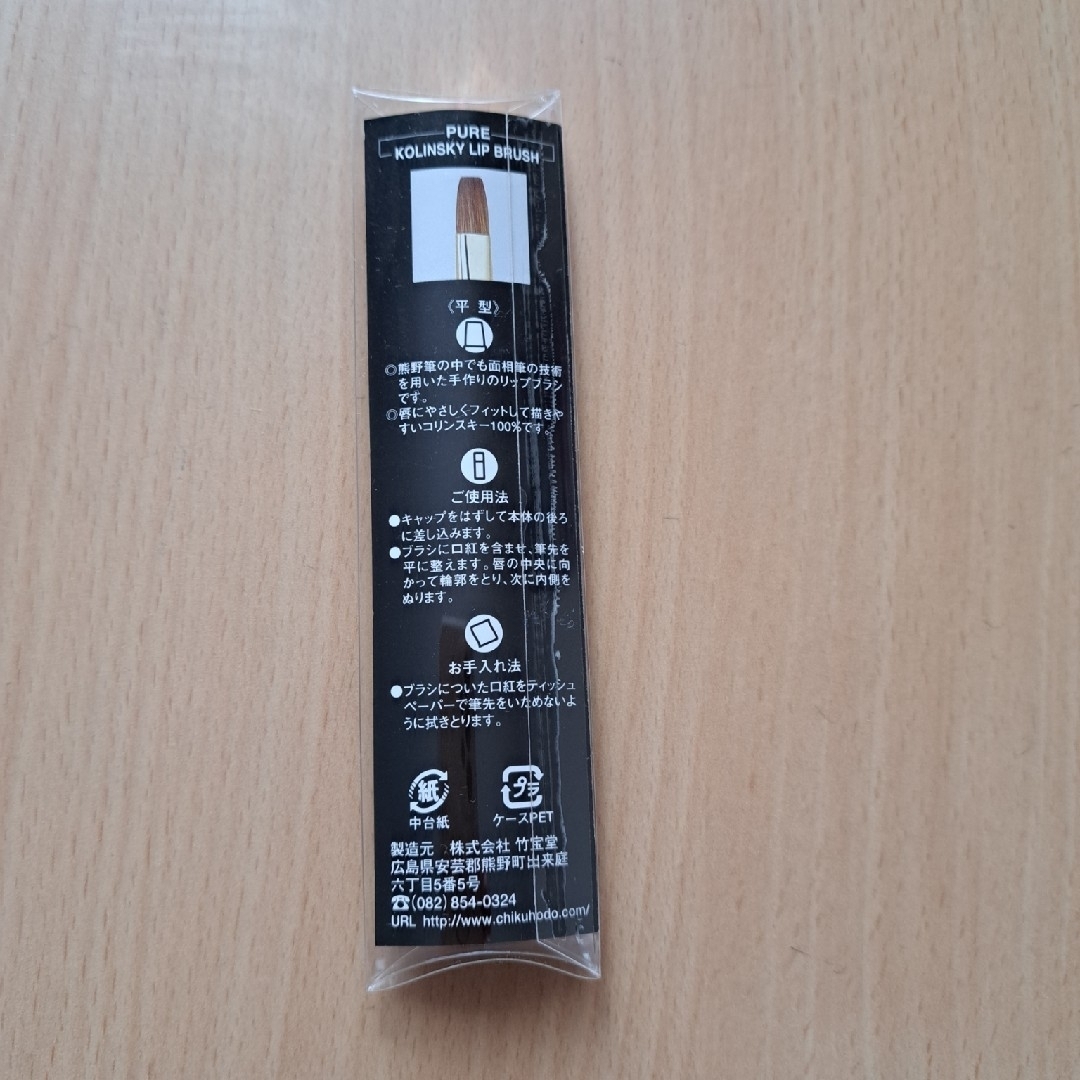 PURE
KOLINSKY LIP BRUSH
《平 型》
◎熊野筆の中でも面相筆の技術
を用いた手作りのリップブラシ
です。
◎唇にやさしくフィットして描きや
すいコリンスキー100%です。
ご使用法
●キャップをはずして本体の後ろ
に差し込みます。
●ブラシに口紅を含ませ、筆先を
平に整えます。唇の中央に向
かって輪郭をとり、次に内側を
ぬります。
お手入れ法
●ブラシについた口紅をティッシュ
ペーパーで筆先をいためないよ
うに拭きとります。
紙 プラ
中台紙 ケースPET
製造元 株式会社 竹宝堂
広島県安芸郡熊野町出来庭
六丁目5番5号
☎(082)854-0324
URL http://www.chikuhodo.com/